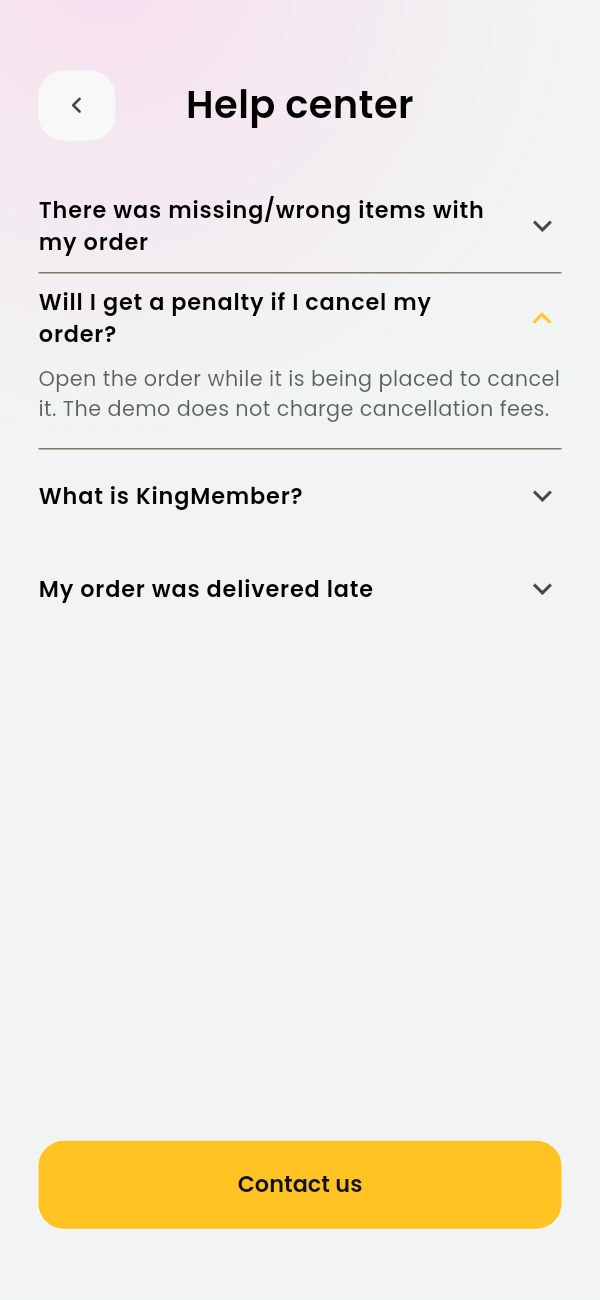 Help center
There was missing/wrong items with
my order
Will I get a penalty if I cancel my
order?
Open the order while it is being placed to cancel
it. The demo does not charge cancellation fees.
What is KingMember?
My order was delivered late
Contact us